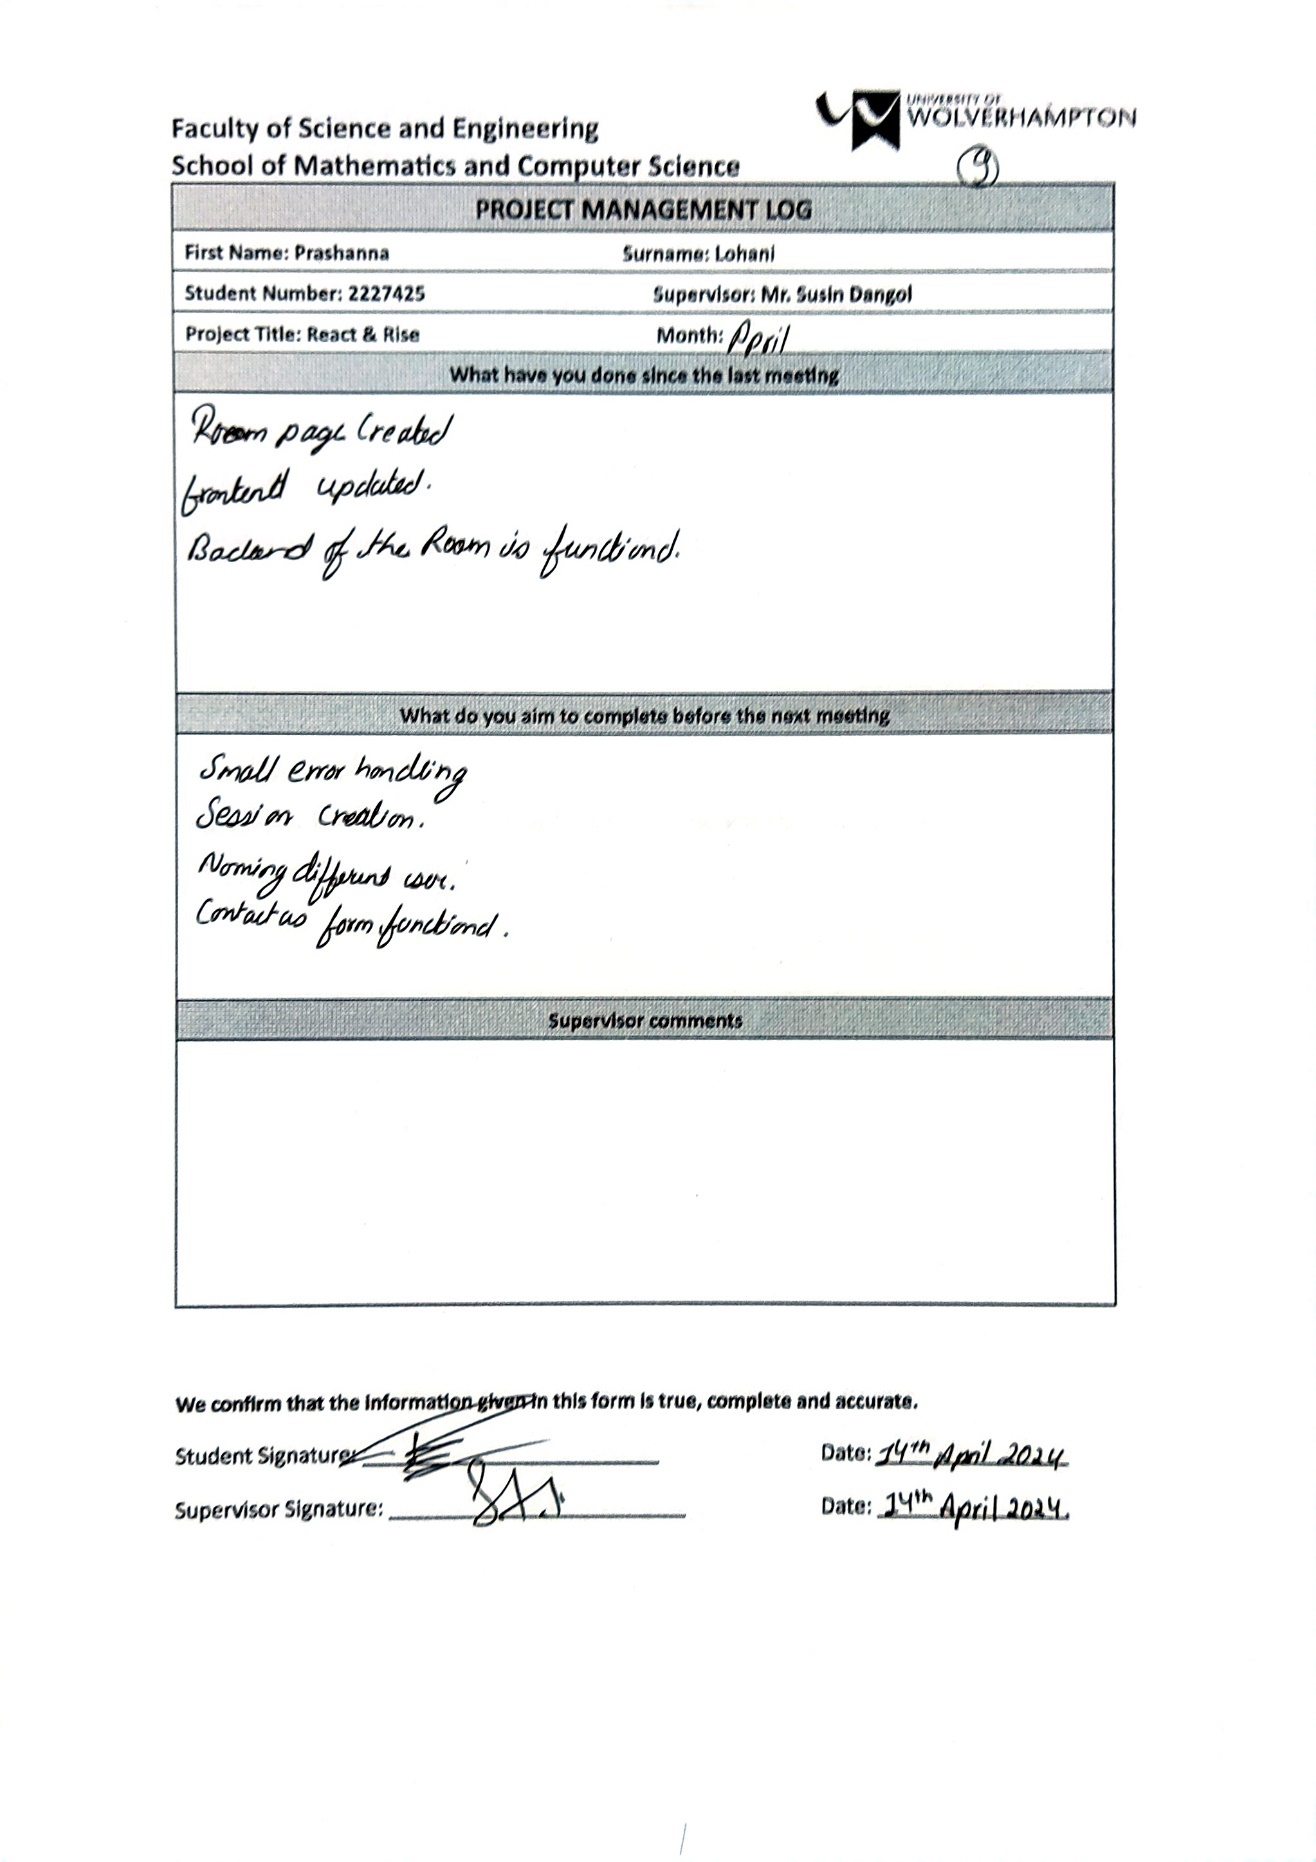 UNIVERSITY OF
WOLVERHAMPTON
Faculty of Science and Engineering
School of Mathematics and Computer Science
9
PROJECT MANAGEMENT LOG
First Name: Prashanna Surname: Lohani
Student Number: 2227425 Supervisor: Mr. Susin Dangol
Project Title: React & Rise Month: April
What have you done since the last meeting
Room page Created
frontend updated.
Backend of the Room is functional.
What do you aim to complete before the next meeting
Small error handling
Session Creation.
Naming different user.
Contact us form functional.
Supervisor comments
We confirm that the information given in this form is true, complete and accurate.
Student Signature: Date: 14th April 2024
Supervisor Signature: Date: 14th April 2024.